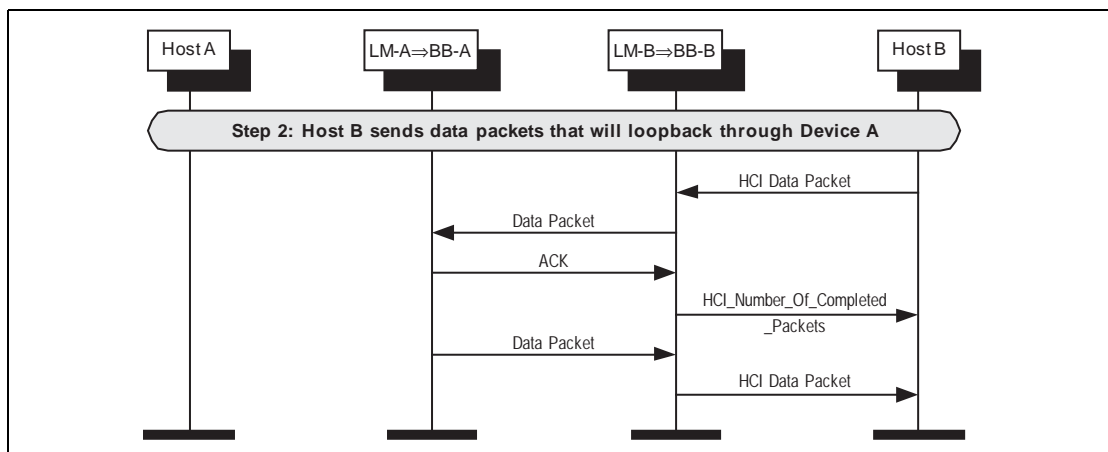 Host A
LM-A⇒BB-A
LM-B⇒BB-B
Host B
Step 2: Host B sends data packets that will loopback through Device A
HCI Data Packet
Data Packet
ACK
HCI_Number_Of_Completed
_Packets
Data Packet
HCI Data Packet